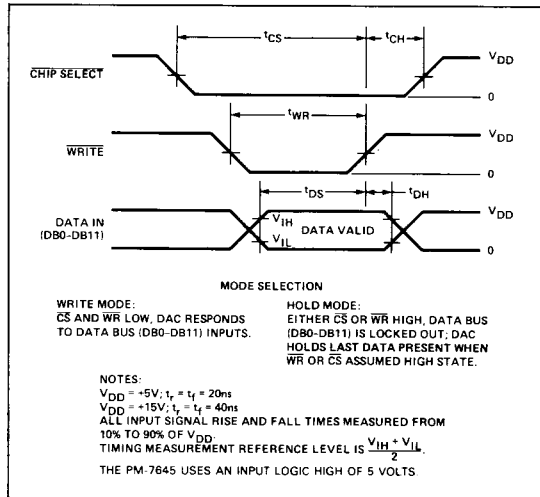 tCS
tCH
VDD
CHIP SELECT
0
tWR
VDD
WRITE
0
tDS
tDH
DATA IN
(DB0-DB11)
VIH
VIL
DATA VALID
VDD
0
MODE SELECTION
WRITE MODE:
CS AND WR LOW, DAC RESPONDS
TO DATA BUS (DB0-DB11) INPUTS.
HOLD MODE:
EITHER CS OR WR HIGH, DATA BUS
(DB0-DB11) IS LOCKED OUT; DAC
HOLDS LAST DATA PRESENT WHEN
WR OR CS ASSUMED HIGH STATE.
NOTES:
VDD = +5V; tr = tf = 20ns
VDD = +15V; tr = tf = 40ns
ALL INPUT SIGNAL RISE AND FALL TIMES MEASURED FROM
10% TO 90% OF VDD.
TIMING MEASUREMENT REFERENCE LEVEL IS (VIH + VIL)/2.
THE PM-7645 USES AN INPUT LOGIC HIGH OF 5 VOLTS.